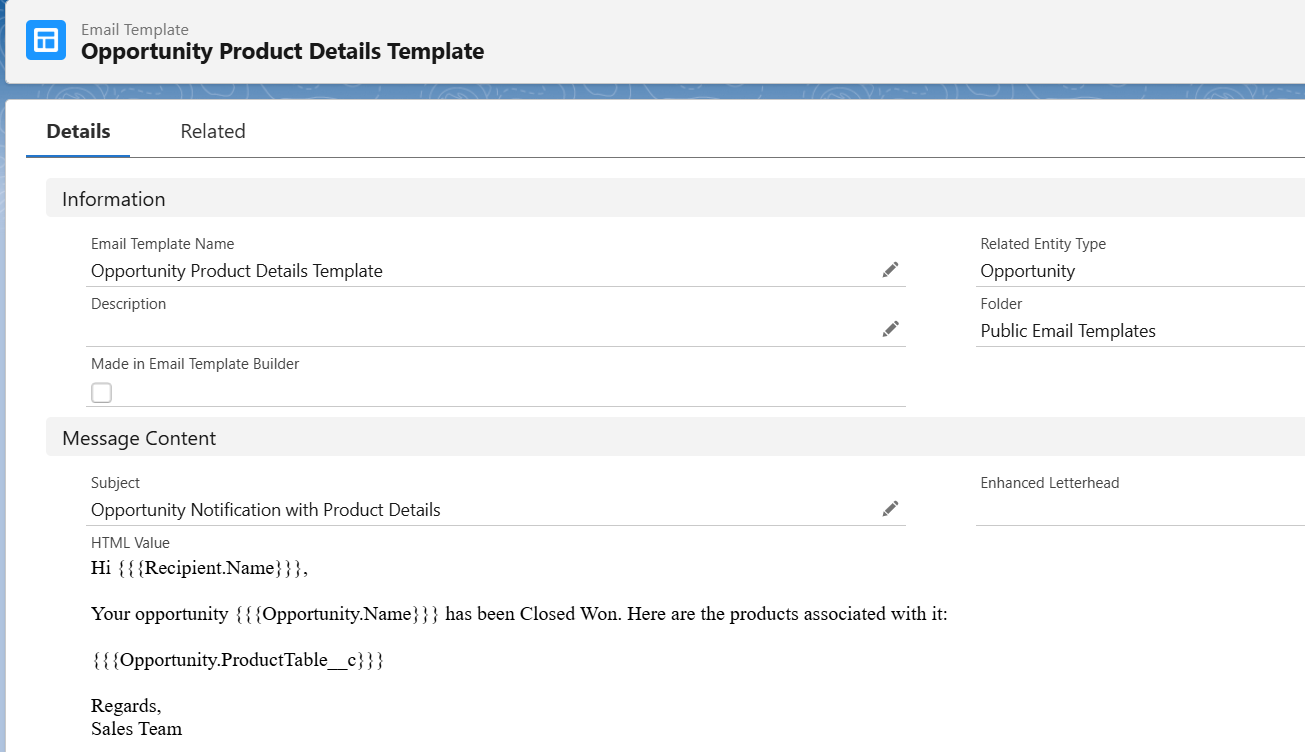 Email Template
Opportunity Product Details Template
Details Related
Information
Email Template Name Related Entity Type
Opportunity Product Details Template Opportunity
Description Folder
Public Email Templates
Made in Email Template Builder
Message Content
Subject Enhanced Letterhead
Opportunity Notification with Product Details
HTML Value
Hi {{{Recipient.Name}}},
Your opportunity {{{Opportunity.Name}}} has been Closed Won. Here are the products associated with it:
{{{Opportunity.ProductTable__c}}}
Regards,
Sales Team